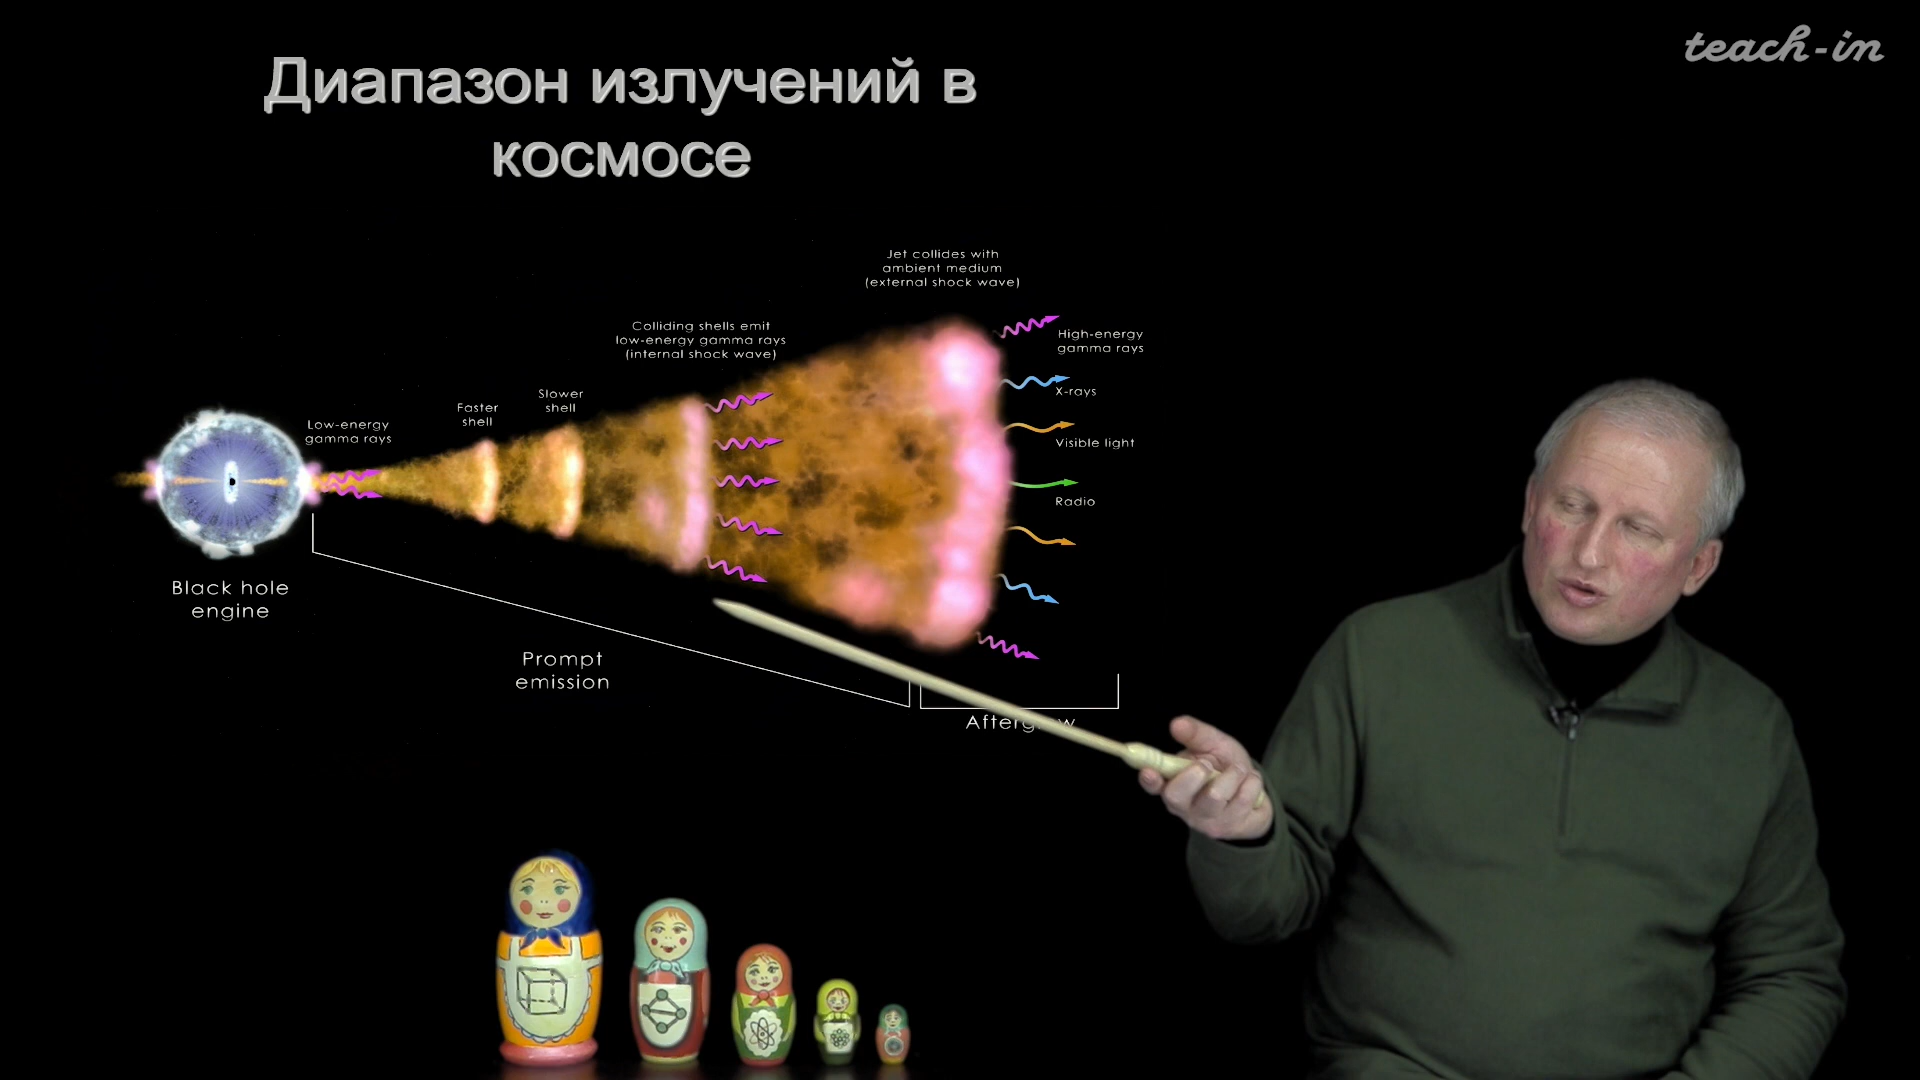 teach-in
Диапазон излучений в
космосе
Jet collides with
ambient medium
(external shock wave)
Colliding shells emit
low-energy gamma rays
(internal shock wave)
High-energy
gamma rays
X-rays
Slower
shell
Faster
shell
Low-energy
gamma rays
Visible light
Radio
Black hole
engine
Prompt
emission
Afterglow